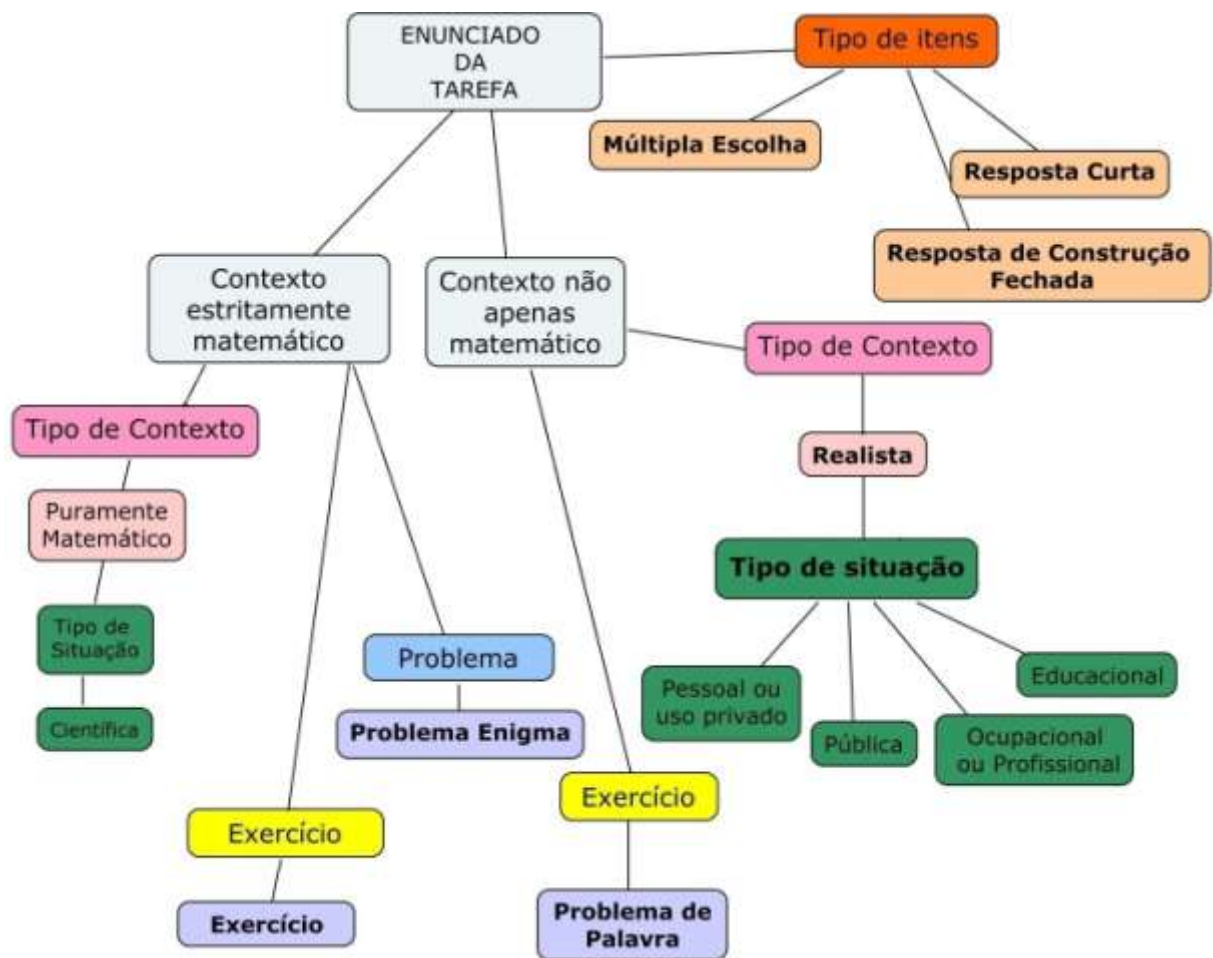 ENUNCIADO
DA
TAREFA
Tipo de itens
Múltipla Escolha
Resposta Curta
Resposta de Construção
Fechada
Contexto
estritamente
matemático
Contexto não
apenas
matemático
Tipo de Contexto
Tipo de Contexto
Realista
Puramente
Matemático
Tipo de situação
Tipo de
Situação
Problema
Educacional
Pessoal ou
uso privado
Científica
Problema Enigma
Pública
Ocupacional
ou Profissional
Exercício
Exercício
Exercício
Problema de
Palavra